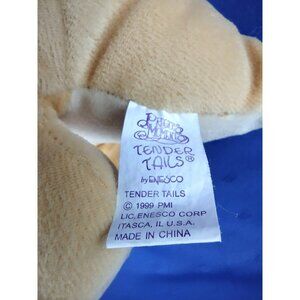 Precious
Moments
TENDER
TAILS®
by ENESCO
TENDER TAILS
© 1999 PMI
LIC, ENESCO CORP
ITASCA, IL U.S.A.
MADE IN CHINA